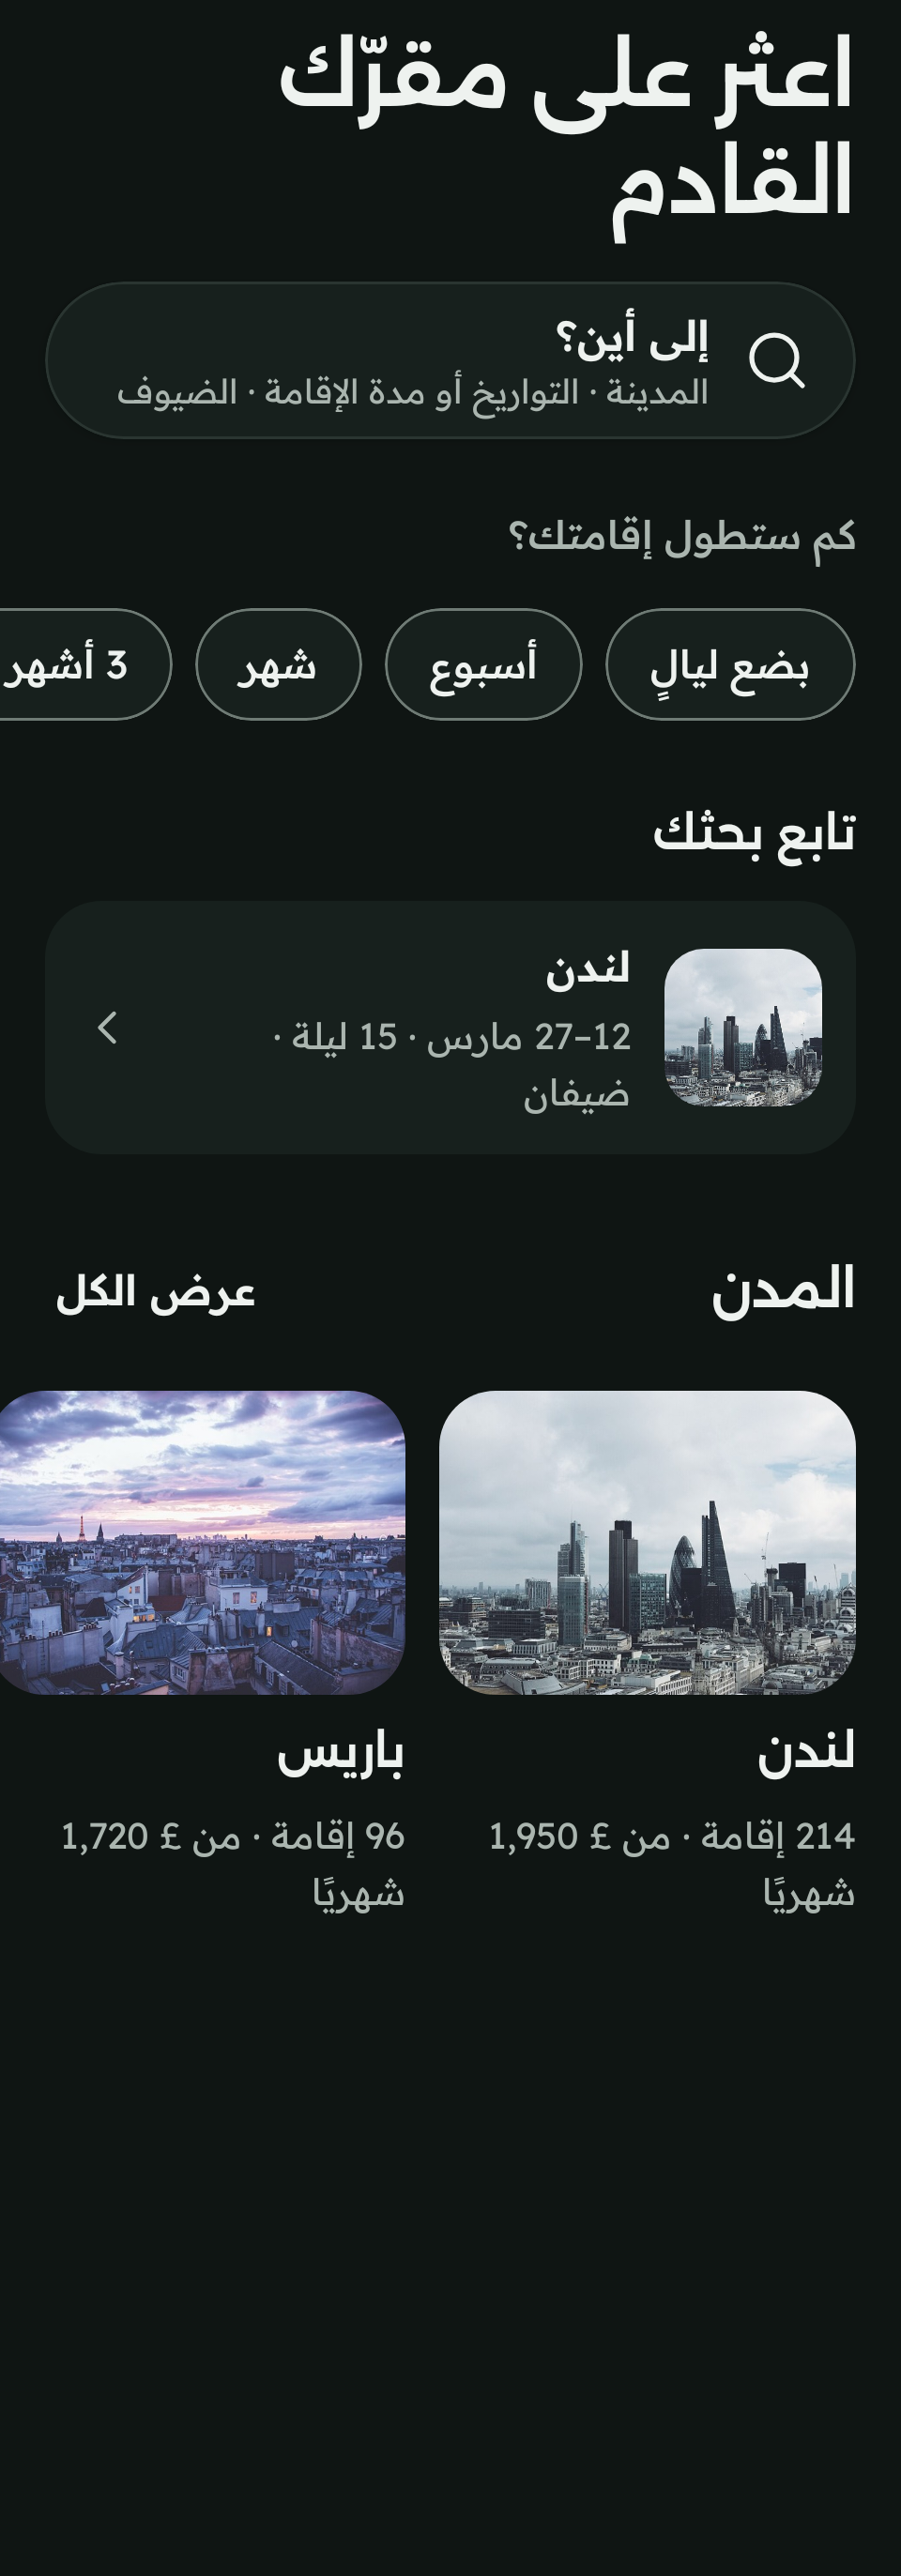 اعثر على مقرّك
القادم
إلى أين؟
المدينة · التواريخ أو مدة الإقامة · الضيوف
كم ستطول إقامتك؟
بضع ليالٍ
أسبوع
شهر
3 أشهر
تابع بحثك
لندن
12–27 مارس · 15 ليلة ·
ضيفان
المدن
عرض الكل
لندن
214 إقامة · من £ 1,950
شهريًا
باريس
96 إقامة · من £ 1,720
شهريًا